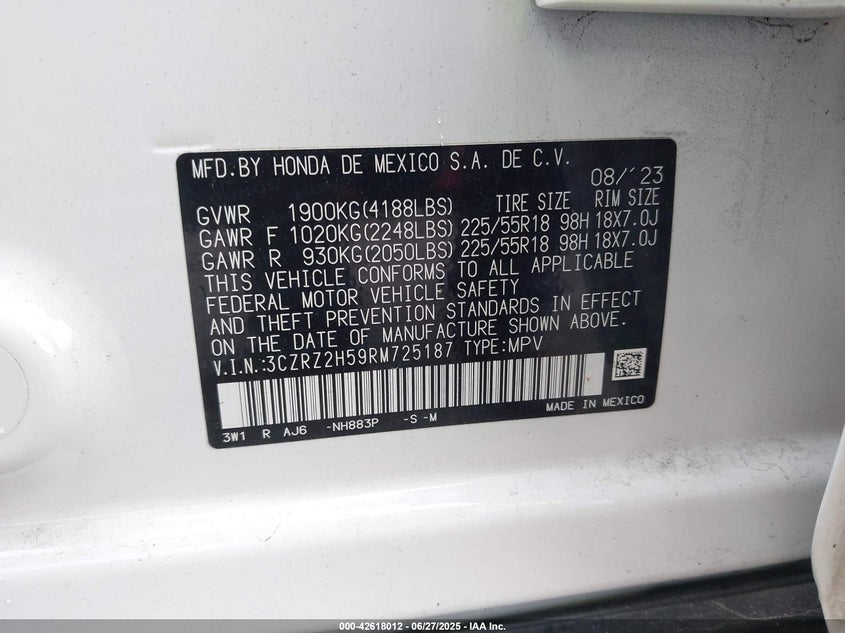 MFD.BY HONDA DE MEXICO S.A. DE C.V.
08/'23
TIRE SIZE RIM SIZE
GVWR 1900KG(4188LBS)
GAWR F 1020KG(2248LBS) 225/55R18 98H 18X7.0J
GAWR R 930KG(2050LBS) 225/55R18 98H 18X7.0J
THIS VEHICLE CONFORMS TO ALL APPLICABLE
FEDERAL MOTOR VEHICLE SAFETY
AND THEFT PREVENTION STANDARDS IN EFFECT
ON THE DATE OF MANUFACTURE SHOWN ABOVE.
V.I.N.:3CZRZ2H59RM725187 TYPE:MPV
MADE IN MEXICO
3W1 R AJ6 -NH883P -S -M
000-42618012 - 06/27/2025 - IAA Inc.